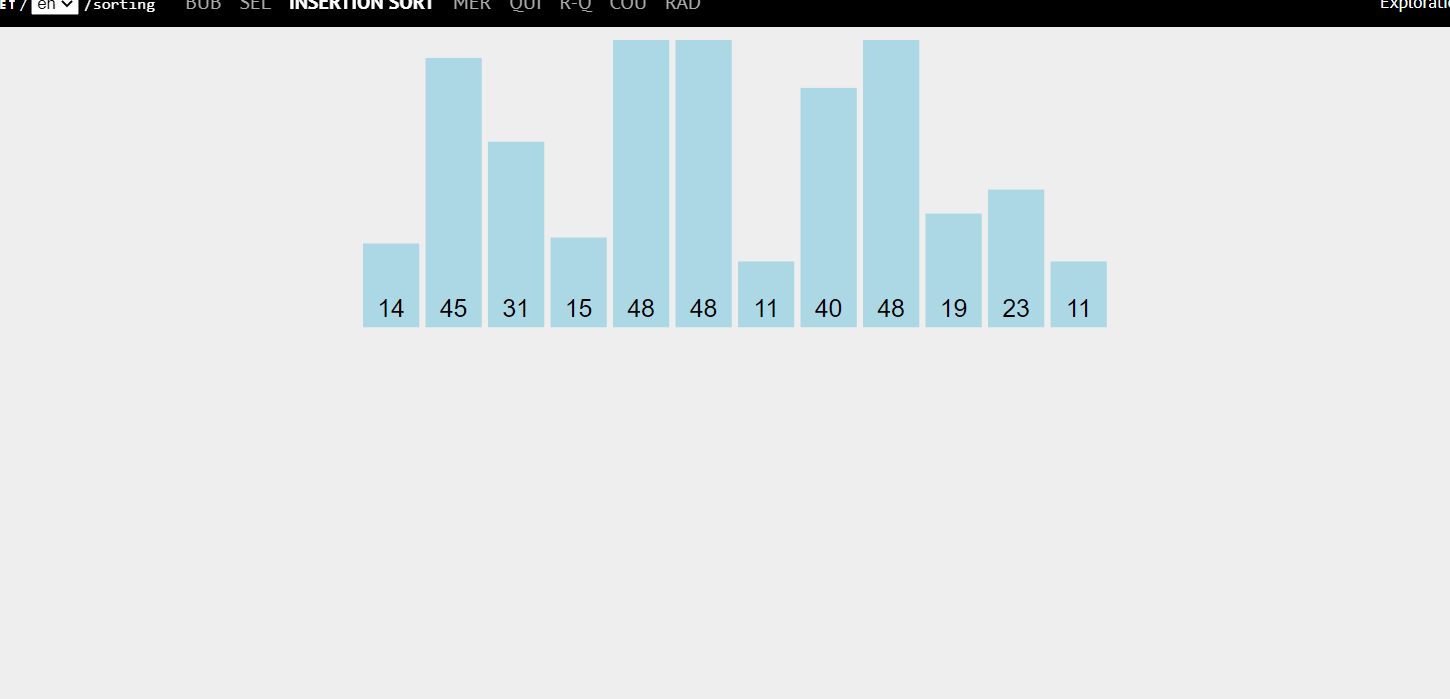 ET / en /sorting BUB SEL INSERTION SORT MER QUI R-Q COU RAD
14 45 31 15 48 48 11 40 48 19 23 11